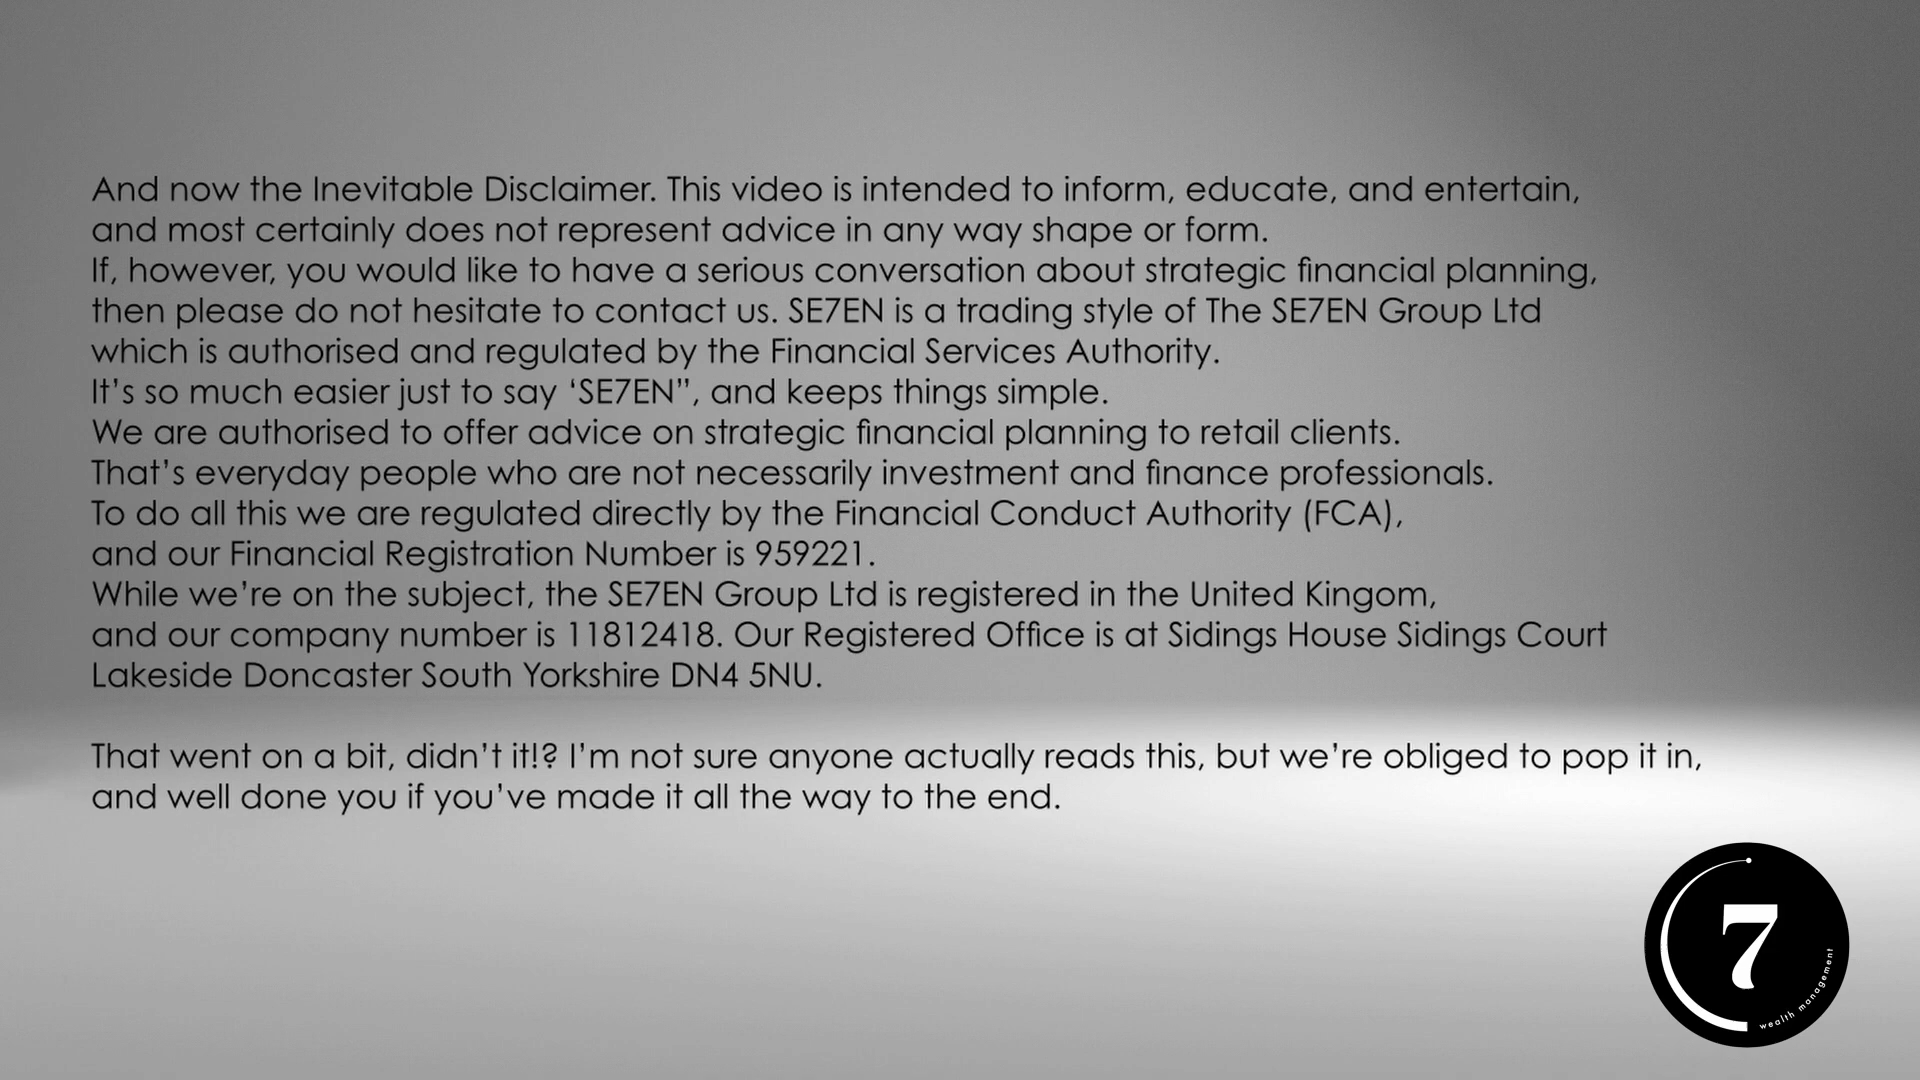 And now the Inevitable Disclaimer. This video is intended to inform, educate, and entertain,
and most certainly does not represent advice in any way shape or form.
If, however, you would like to have a serious conversation about strategic financial planning,
then please do not hesitate to contact us. SE7EN is a trading style of The SE7EN Group Ltd
which is authorised and regulated by the Financial Services Authority.
It’s so much easier just to say ‘SE7EN”, and keeps things simple.
We are authorised to offer advice on strategic financial planning to retail clients.
That’s everyday people who are not necessarily investment and finance professionals.
To do all this we are regulated directly by the Financial Conduct Authority (FCA),
and our Financial Registration Number is 959221.
While we’re on the subject, the SE7EN Group Ltd is registered in the United Kingom,
and our company number is 11812418. Our Registered Office is at Sidings House Sidings Court
Lakeside Doncaster South Yorkshire DN4 5NU.
That went on a bit, didn’t it!? I’m not sure anyone actually reads this, but we’re obliged to pop it in,
and well done you if you’ve made it all the way to the end.
7
wealth management